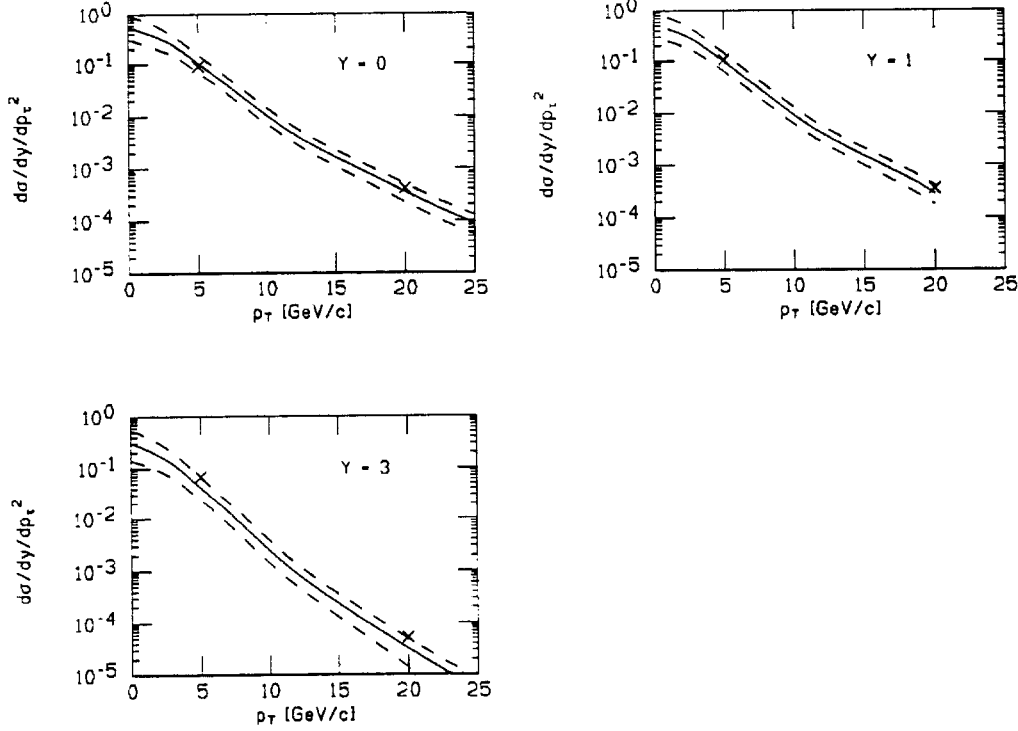 10⁰
10⁻¹
10⁻²
10⁻³
10⁻⁴
10⁻⁵
dσ/dy/dpₜ²
Y = 0
0 5 10 15 20 25
p_T [GeV/c]
10⁰
10⁻¹
10⁻²
10⁻³
10⁻⁴
10⁻⁵
dσ/dy/dpₜ²
Y = 1
0 5 10 15 20 25
p_T [GeV/c]
10⁰
10⁻¹
10⁻²
10⁻³
10⁻⁴
10⁻⁵
dσ/dy/dpₜ²
Y = 3
0 5 10 15 20 25
p_T [GeV/c]